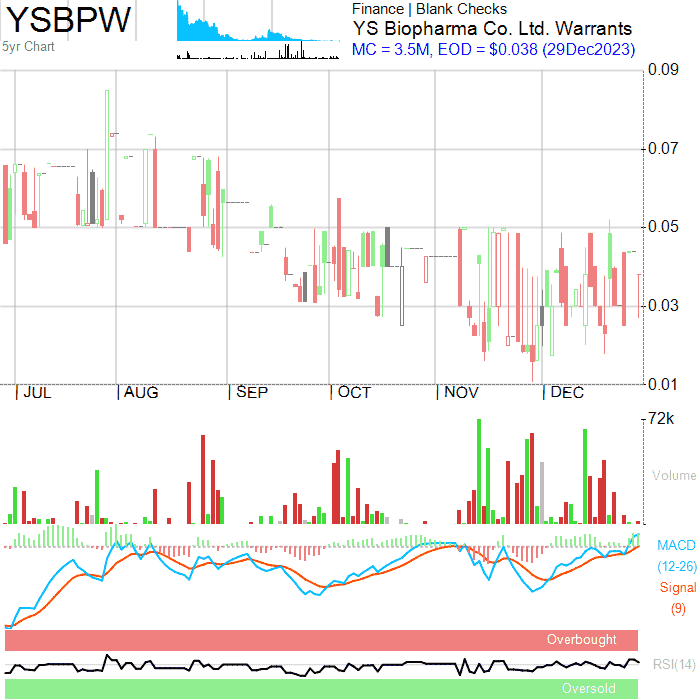 YSBPW
5yr Chart
Finance | Blank Checks
YS Biopharma Co. Ltd. Warrants
MC = 3.5M, EOD = $0.038 (29Dec2023)
0.09
0.07
0.05
0.03
0.01
JUL AUG SEP OCT NOV DEC
72k
Volume
MACD
(12-26)
Signal
(9)
Overbought
RSI(14)
Oversold